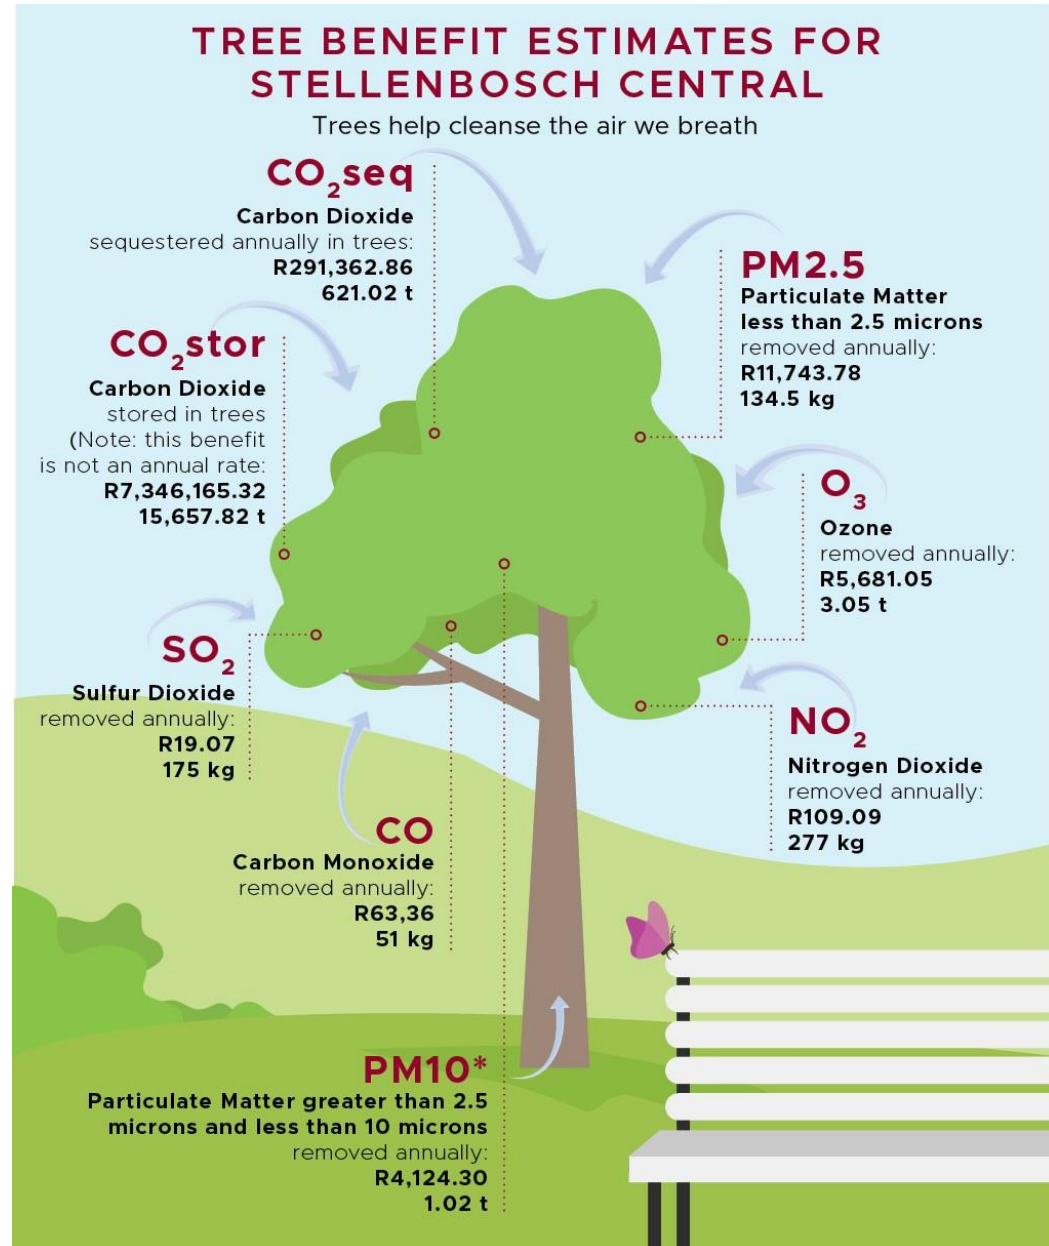 TREE BENEFIT ESTIMATES FOR
STELLENBOSCH CENTRAL
Trees help cleanse the air we breath
CO₂seq
Carbon Dioxide
sequestered annually in trees:
R291,362.86
621.02 t
PM2.5
Particulate Matter
less than 2.5 microns
removed annually:
R11,743.78
134.5 kg
CO₂stor
Carbon Dioxide
stored in trees
(Note: this benefit
is not an annual rate:
R7,346,165.32
15,657.82 t
O₃
Ozone
removed annually:
R5,681.05
3.05 t
SO₂
Sulfur Dioxide
removed annually:
R19.07
175 kg
NO₂
Nitrogen Dioxide
removed annually:
R109.09
277 kg
CO
Carbon Monoxide
removed annually:
R63,36
51 kg
PM10*
Particulate Matter greater than 2.5
microns and less than 10 microns
removed annually:
R4,124.30
1.02 t